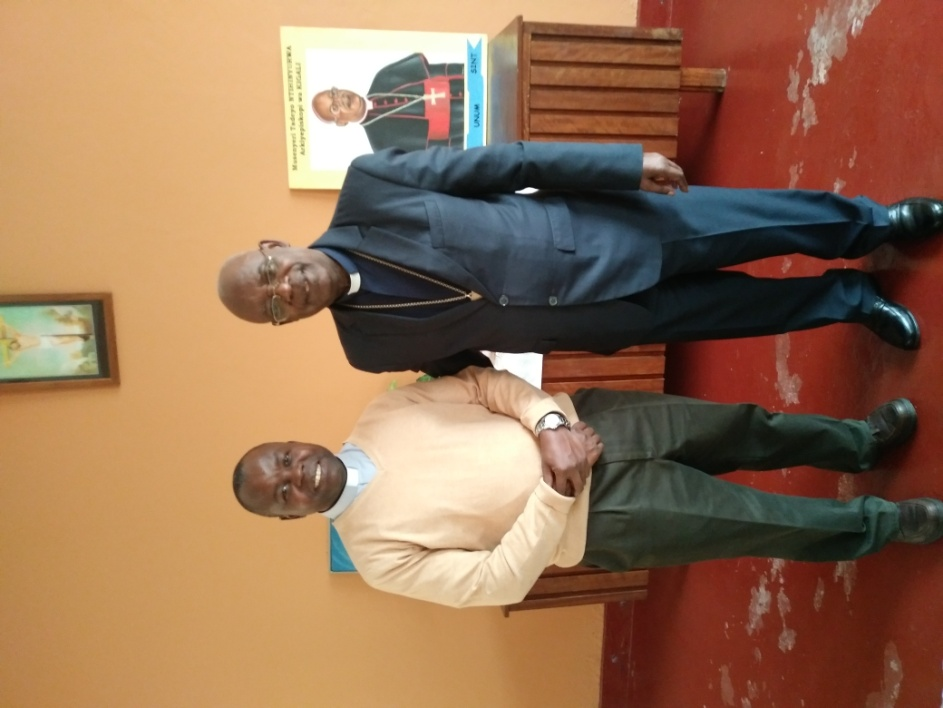 Musenyeri Tadeyo NTIHINYURWA
Arkiyepiskopi wa KIGALI
UNUM SINT